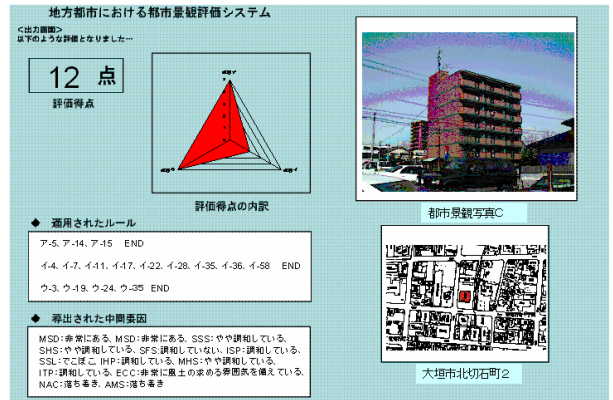 地方都市における都市景観評価システム
<出力画面>
以下のような評価となりました…
12 点
評価得点
評価得点の内訳
都市景観写真C
◆ 適用されたルール
ア-5、ア-14、ア-15 END
イ-4、イ-7、イ-11、イ-17、イ-22、イ-28、イ-35、イ-36、イ-58 END
ウ-3、ウ-19、ウ-24、ウ-35 END
◆ 導出された中間要因
MSD:非常にある、MSD:非常にある、SSS:やや調和している、
SHS:やや調和している、SFS:調和していない、ISP:調和している、
SSL:でこぼこ、IHP:調和している、MHS:やや調和している、
ITP:調和している、ECC:非常に風土の求める雰囲気を備えている、
NAC:落ち着き、AMS:落ち着き
大垣市北切石町2